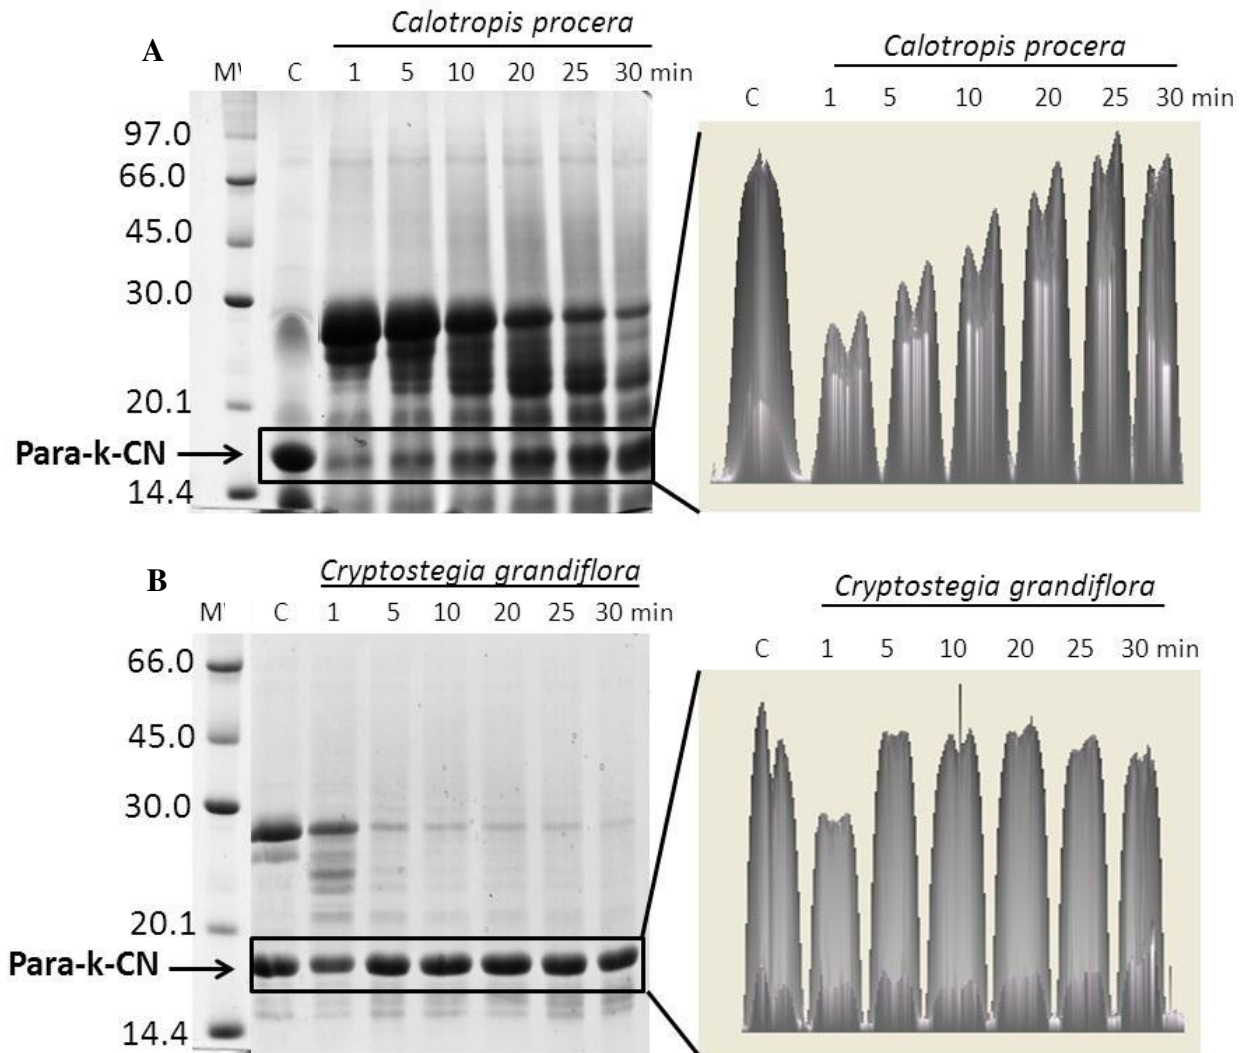 A
Calotropis procera
M C 1 5 10 20 25 30 min
97.0
66.0
45.0
30.0
20.1
Para-k-CN
14.4
Calotropis procera
C 1 5 10 20 25 30 min
B
Cryptostegia grandiflora
M C 1 5 10 20 25 30 min
66.0
45.0
30.0
20.1
Para-k-CN
14.4
Cryptostegia grandiflora
C 1 5 10 20 25 30 min